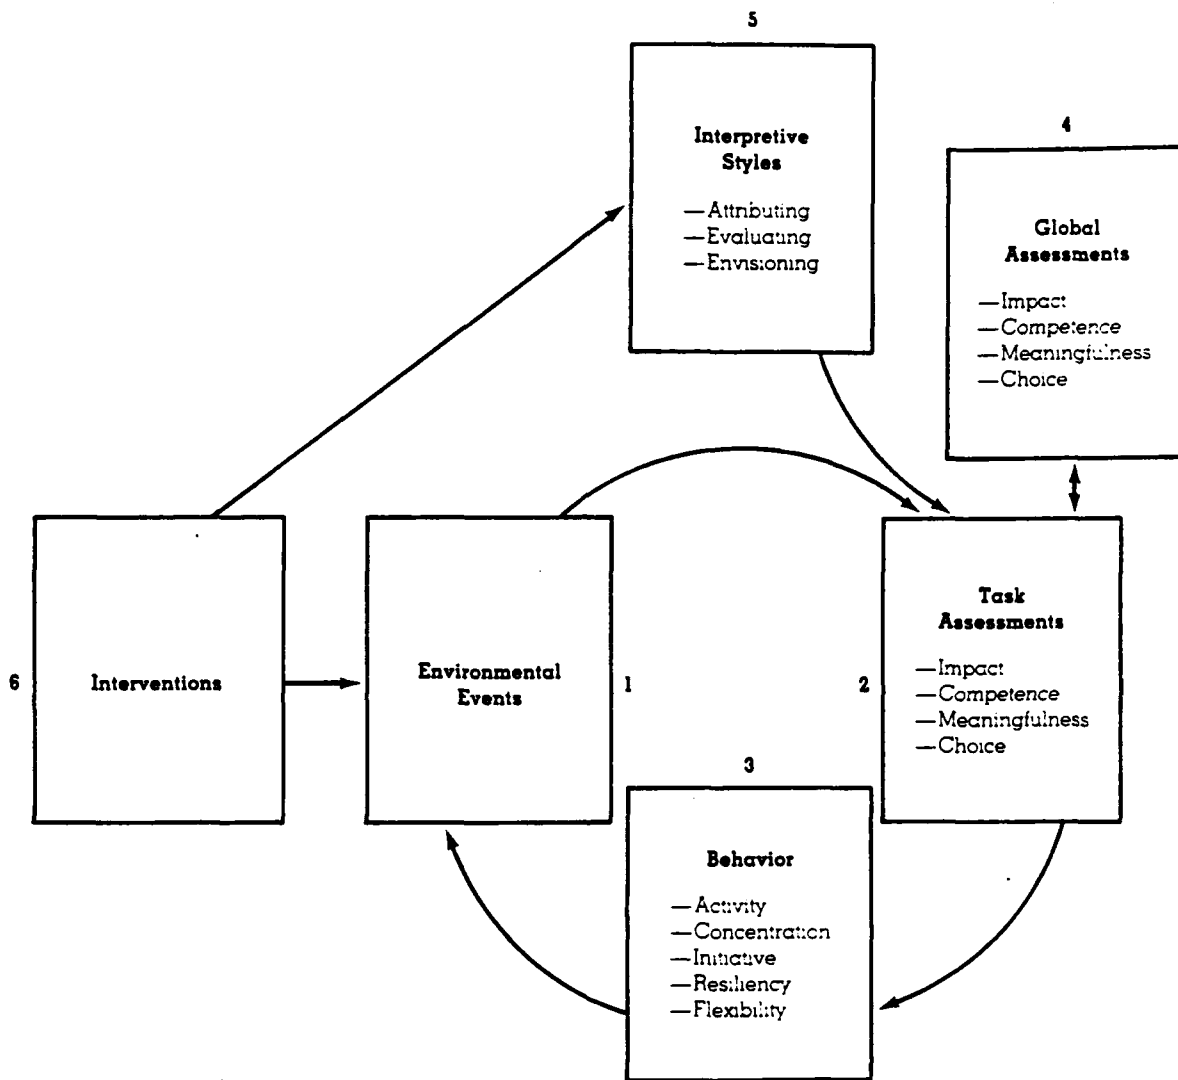 5
Interpretive
Styles
—Attributing
—Evaluating
—Envisioning
4
Global
Assessments
—Impact
—Competence
—Meaningfulness
—Choice
6
Interventions
Environmental
Events
1
2
Task
Assessments
—Impact
—Competence
—Meaningfulness
—Choice
3
Behavior
—Activity
—Concentration
—Initiative
—Resiliency
—Flexibility